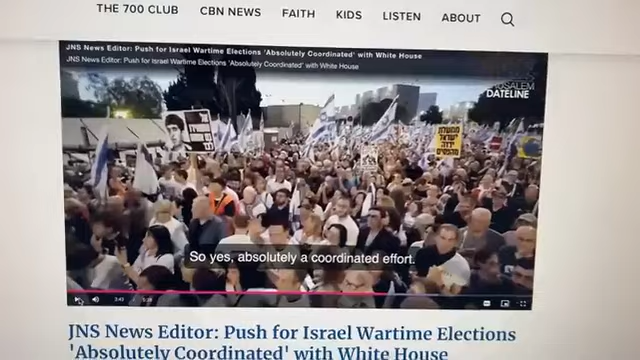 THE 700 CLUB CBN NEWS FAITH KIDS LISTEN ABOUT
JNS News Editor: Push for Israel Wartime Elections 'Absolutely Coordinated' with White House
JNS News Editor: Push for Israel Wartime Elections 'Absolutely Coordinated' with White House
JERUSALEM
DATELINE
ממשלת
ישראל
So yes, absolutely a coordinated effort.
JNS News Editor: Push for Israel Wartime Elections
'Absolutely Coordinated' with White House